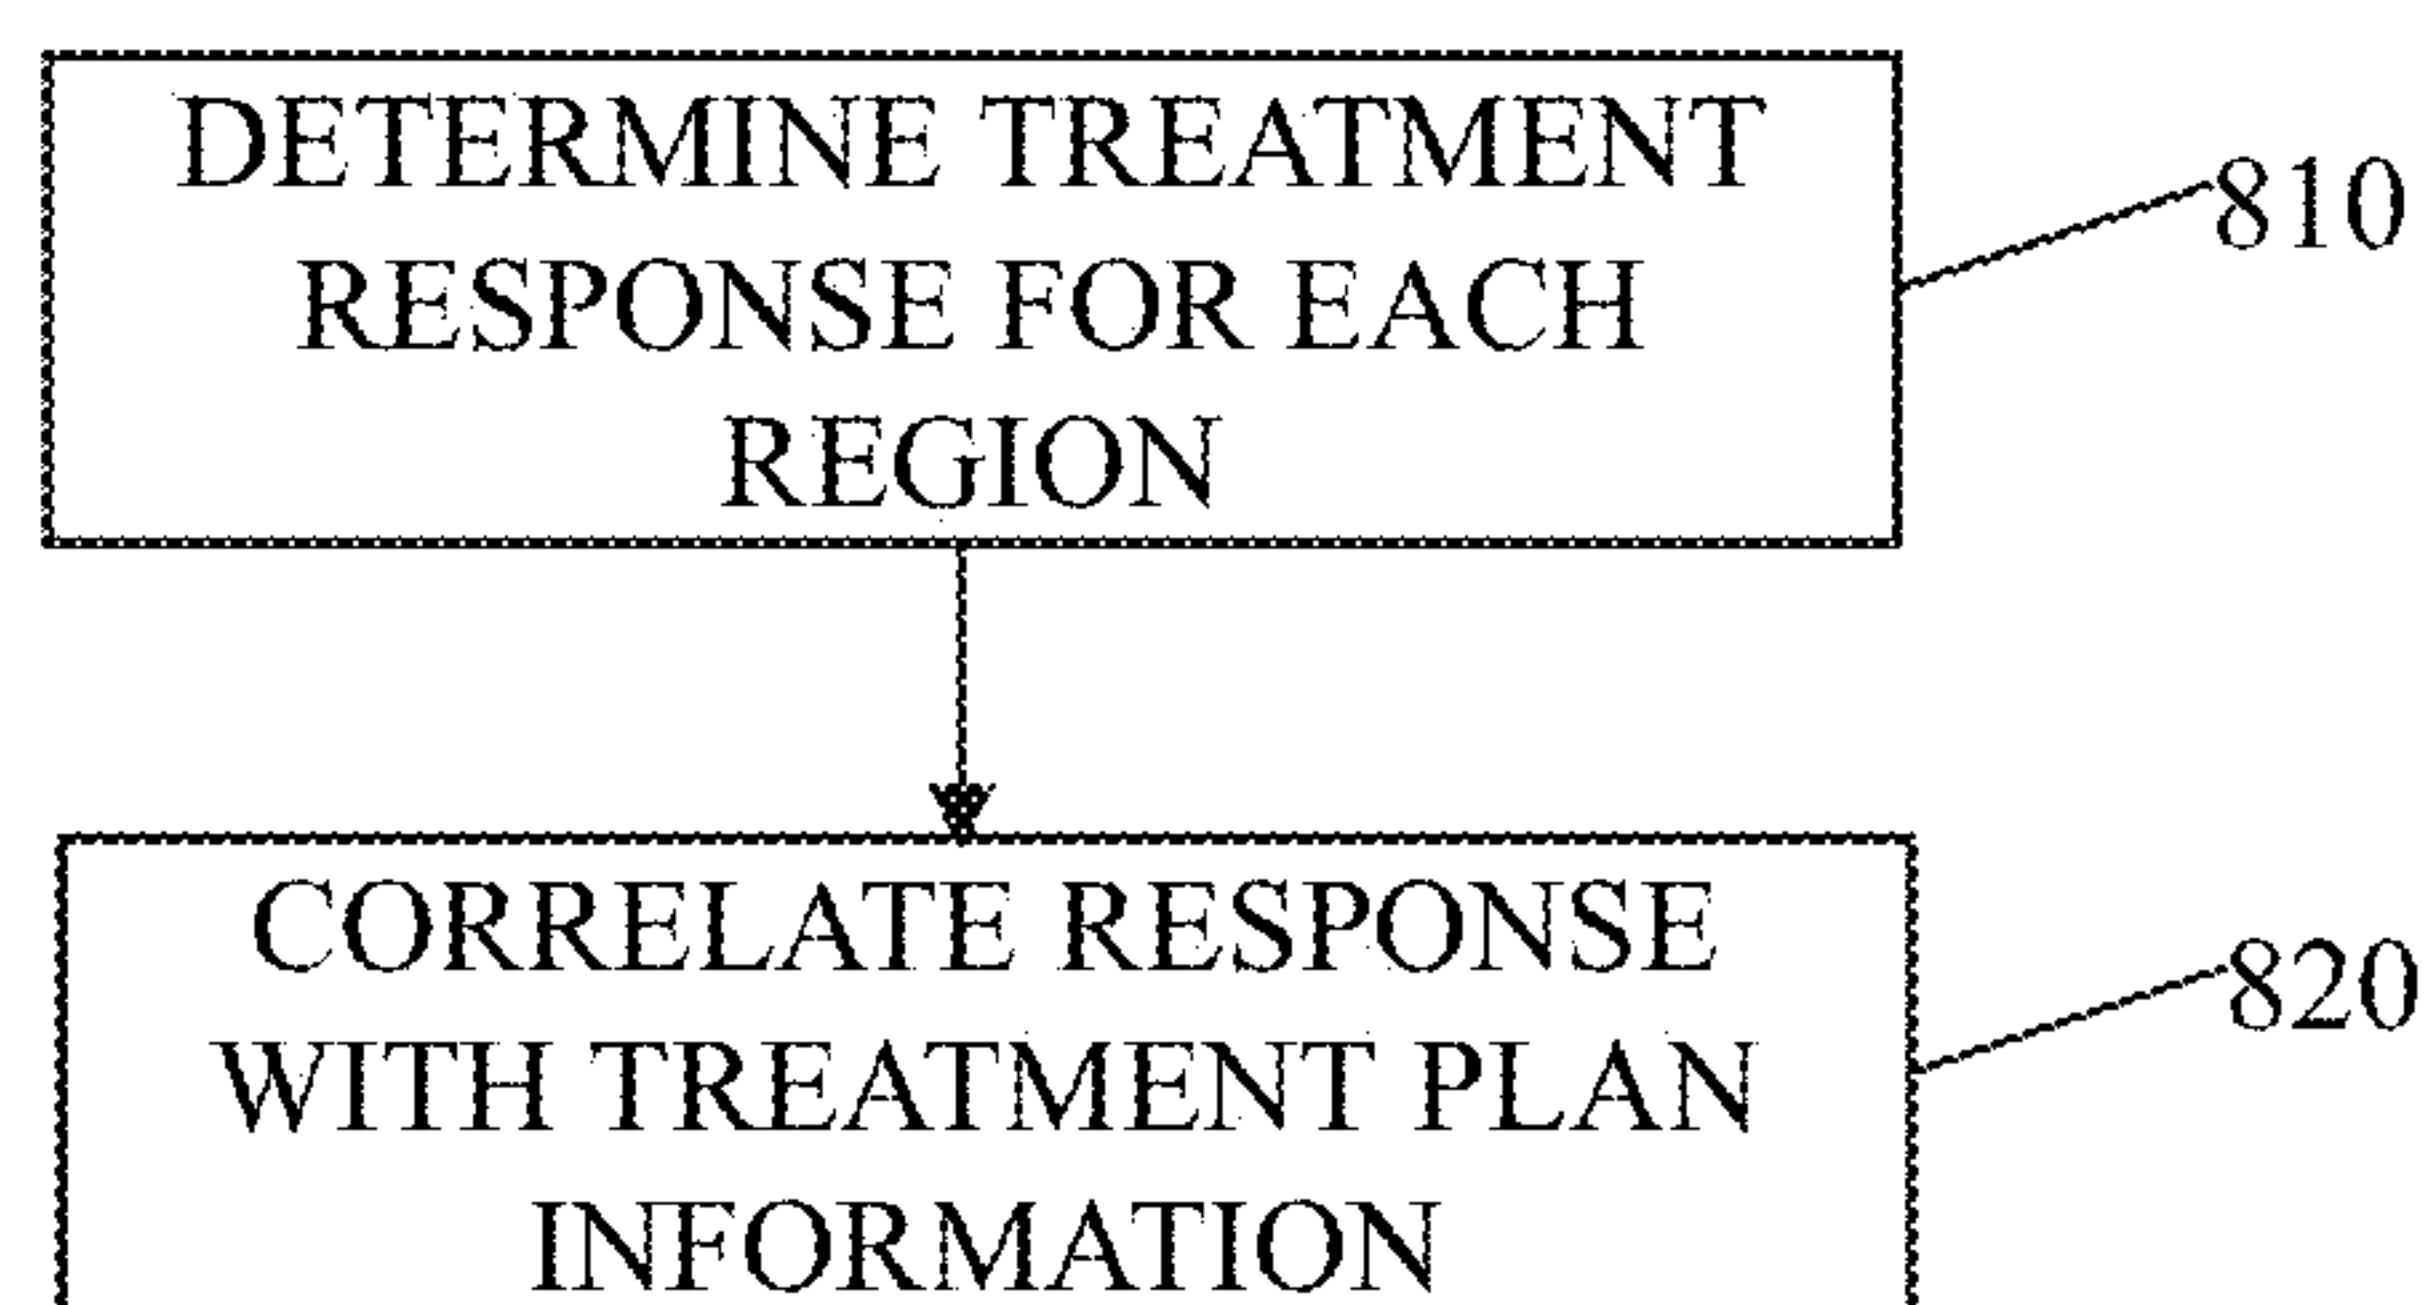 DETERMINE TREATMENT
RESPONSE FOR EACH
REGION
810
CORRELATE RESPONSE
WITH TREATMENT PLAN
INFORMATION
820